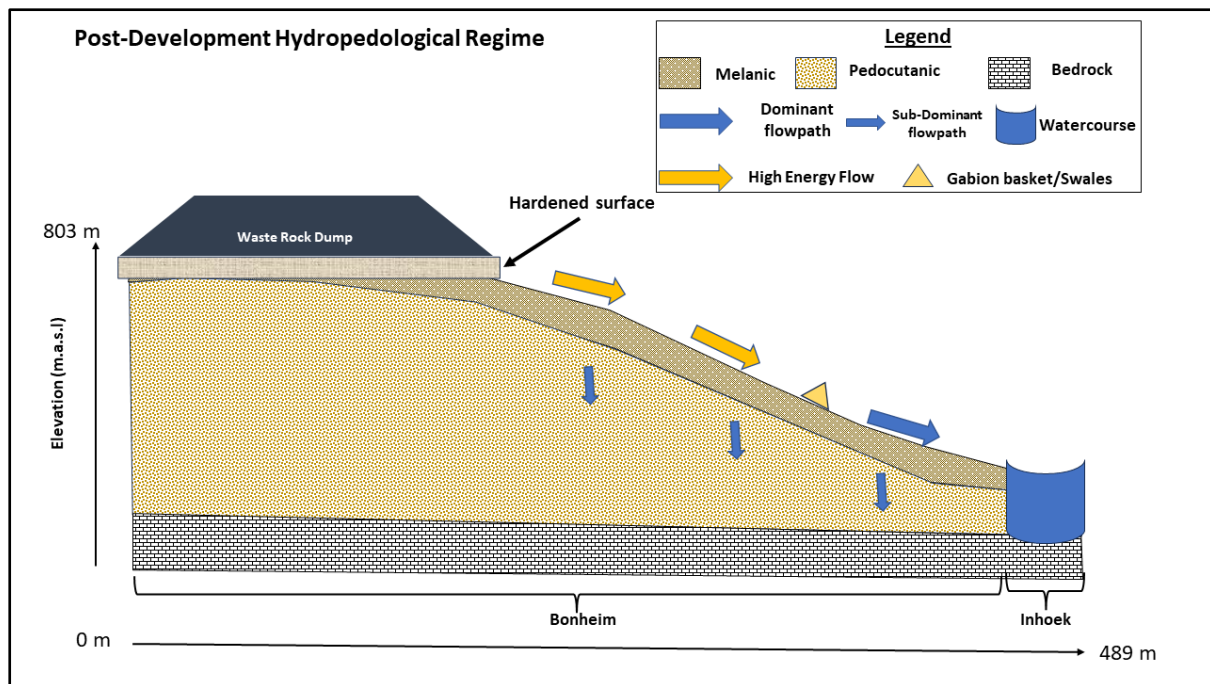 Post-Development Hydropedological Regime
Legend
Melanic
Pedocutanic
Bedrock
Dominant
flowpath
Sub-Dominant
flowpath
Watercourse
High Energy Flow
Gabion basket/Swales
Hardened surface
803 m
Waste Rock Dump
Elevation (m.a.s.l)
Bonheim
Inhoek
0 m
489 m